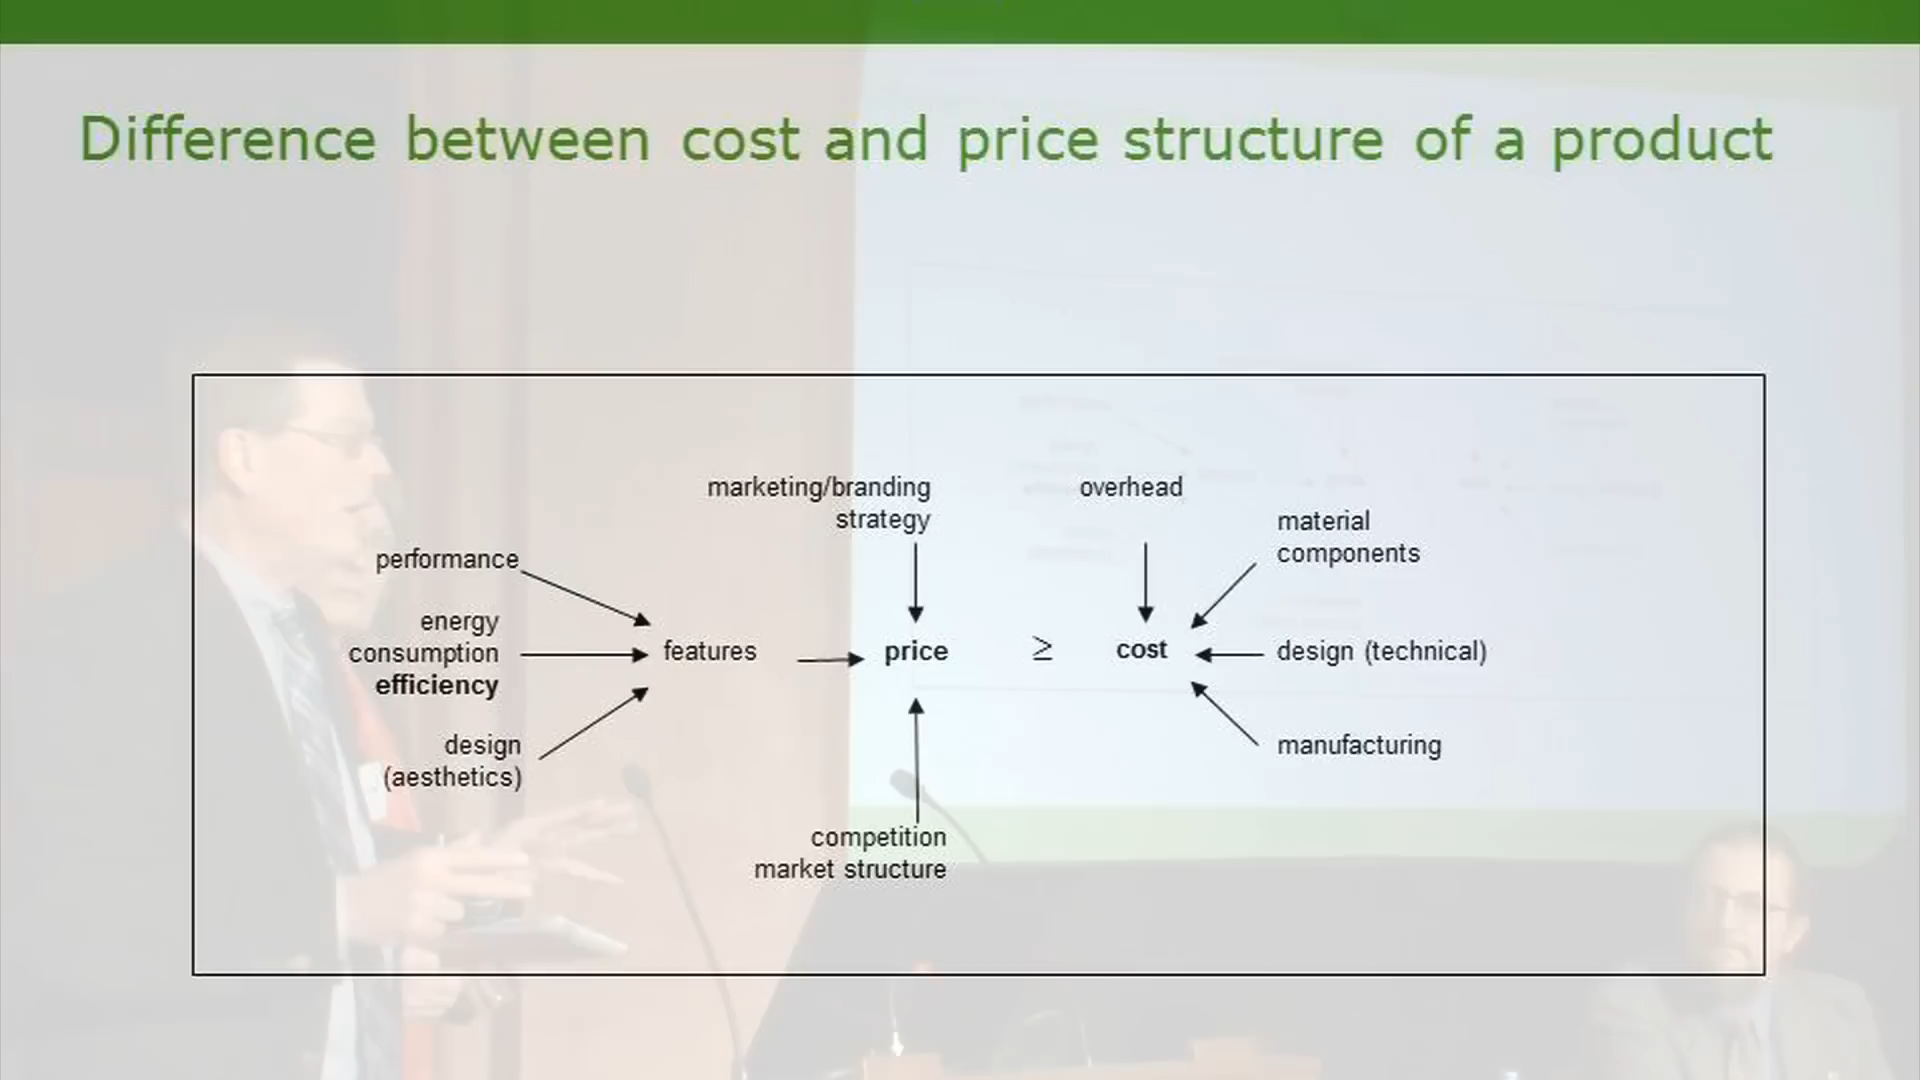 Difference between cost and price structure of a product
marketing/branding
strategy
overhead
material
components
performance
energy
consumption
efficiency
features
price
≥
cost
design (technical)
design
(aesthetics)
manufacturing
competition
market structure